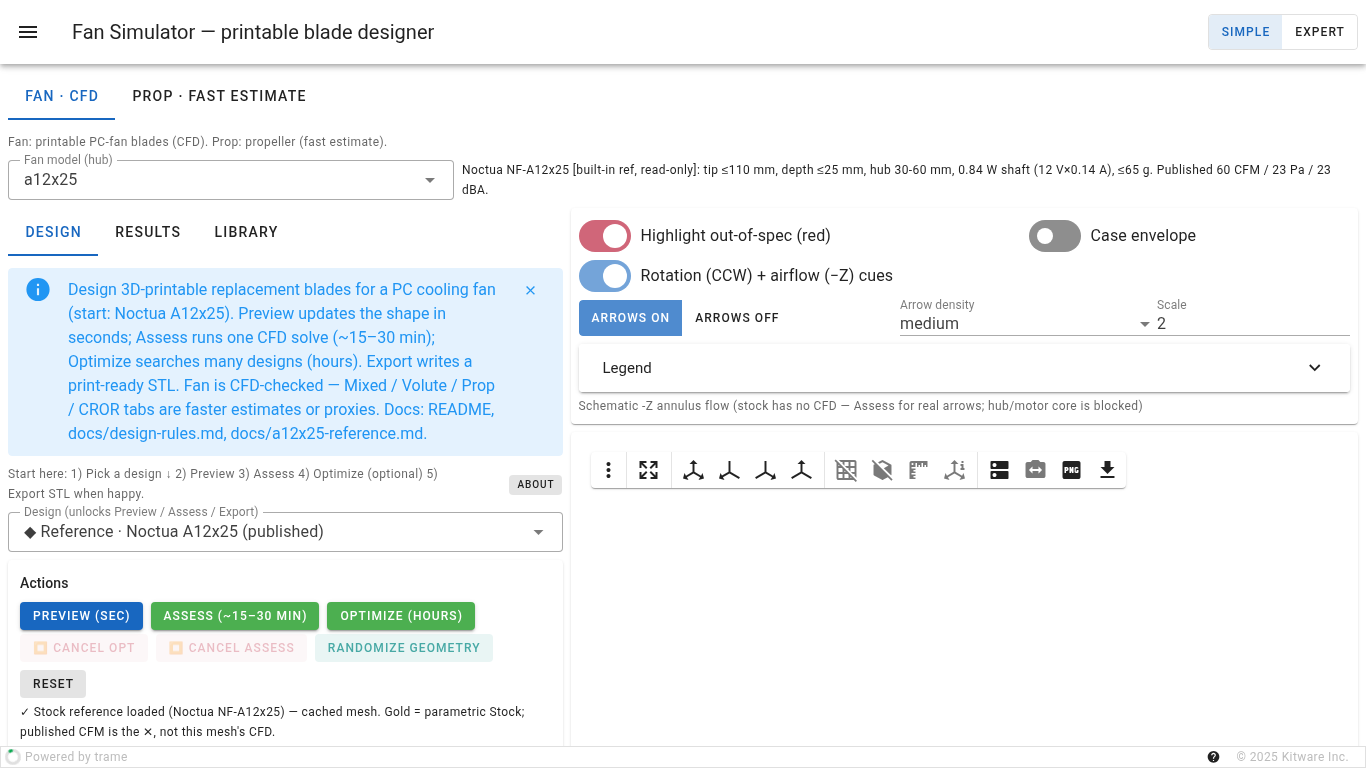 Fan Simulator — printable blade designer
SIMPLE
EXPERT
FAN · CFD
PROP · FAST ESTIMATE
Fan: printable PC-fan blades (CFD). Prop: propeller (fast estimate).
Fan model (hub)
a12x25
Noctua NF-A12x25 [built-in ref, read-only]: tip ≤110 mm, depth ≤25 mm, hub 30-60 mm, 0.84 W shaft (12 V×0.14 A), ≤65 g. Published 60 CFM / 23 Pa / 23
dBA.
DESIGN
RESULTS
LIBRARY
Design 3D-printable replacement blades for a PC cooling fan
(start: Noctua A12x25). Preview updates the shape in
seconds; Assess runs one CFD solve (~15–30 min);
Optimize searches many designs (hours). Export writes a
print-ready STL. Fan is CFD-checked — Mixed / Volute / Prop
/ CROR tabs are faster estimates or proxies. Docs: README,
docs/design-rules.md, docs/a12x25-reference.md.
Start here: 1) Pick a design ↓ 2) Preview 3) Assess 4) Optimize (optional) 5)
Export STL when happy.
ABOUT
Design (unlocks Preview / Assess / Export)
◆ Reference · Noctua A12x25 (published)
Actions
PREVIEW (SEC)
ASSESS (~15–30 MIN)
OPTIMIZE (HOURS)
CANCEL OPT
CANCEL ASSESS
RANDOMIZE GEOMETRY
RESET
✓ Stock reference loaded (Noctua NF-A12x25) — cached mesh. Gold = parametric Stock;
published CFM is the ✕, not this mesh's CFD.
Highlight out-of-spec (red)
Case envelope
Rotation (CCW) + airflow (−Z) cues
ARROWS ON
ARROWS OFF
Arrow density
medium
Scale
2
Legend
Schematic -Z annulus flow (stock has no CFD — Assess for real arrows; hub/motor core is blocked)
PNG
Powered by trame
© 2025 Kitware Inc.